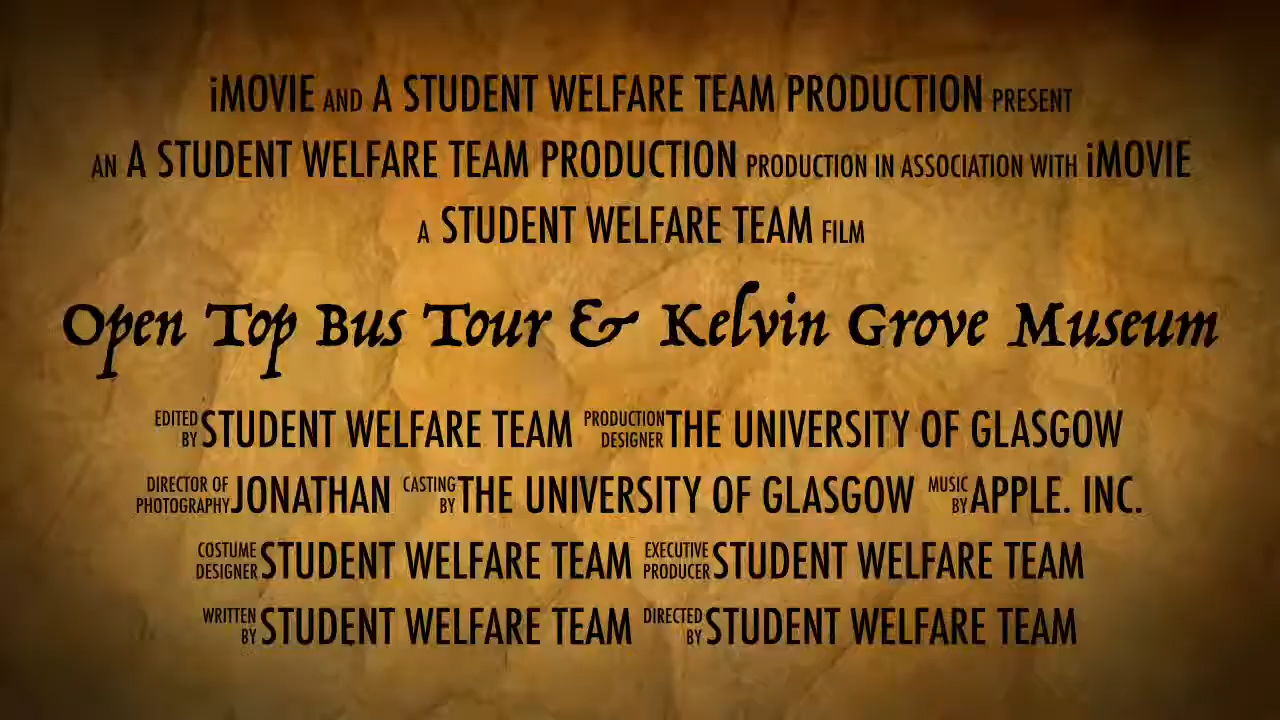 iMOVIE AND A STUDENT WELFARE TEAM PRODUCTION PRESENT
AN A STUDENT WELFARE TEAM PRODUCTION PRODUCTION IN ASSOCIATION WITH iMOVIE
A STUDENT WELFARE TEAM FILM
Open Top Bus Tour & Kelvin Grove Museum
EDITED BY STUDENT WELFARE TEAM PRODUCTION DESIGNER THE UNIVERSITY OF GLASGOW
DIRECTOR OF PHOTOGRAPHY JONATHAN CASTING BY THE UNIVERSITY OF GLASGOW MUSIC BY APPLE. INC.
COSTUME DESIGNER STUDENT WELFARE TEAM EXECUTIVE PRODUCER STUDENT WELFARE TEAM
WRITTEN BY STUDENT WELFARE TEAM DIRECTED BY STUDENT WELFARE TEAM